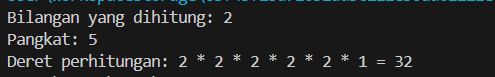 Bilangan yang dihitung: 2
Pangkat: 5
Deret perhitungan: 2 * 2 * 2 * 2 * 2 * 1 = 32